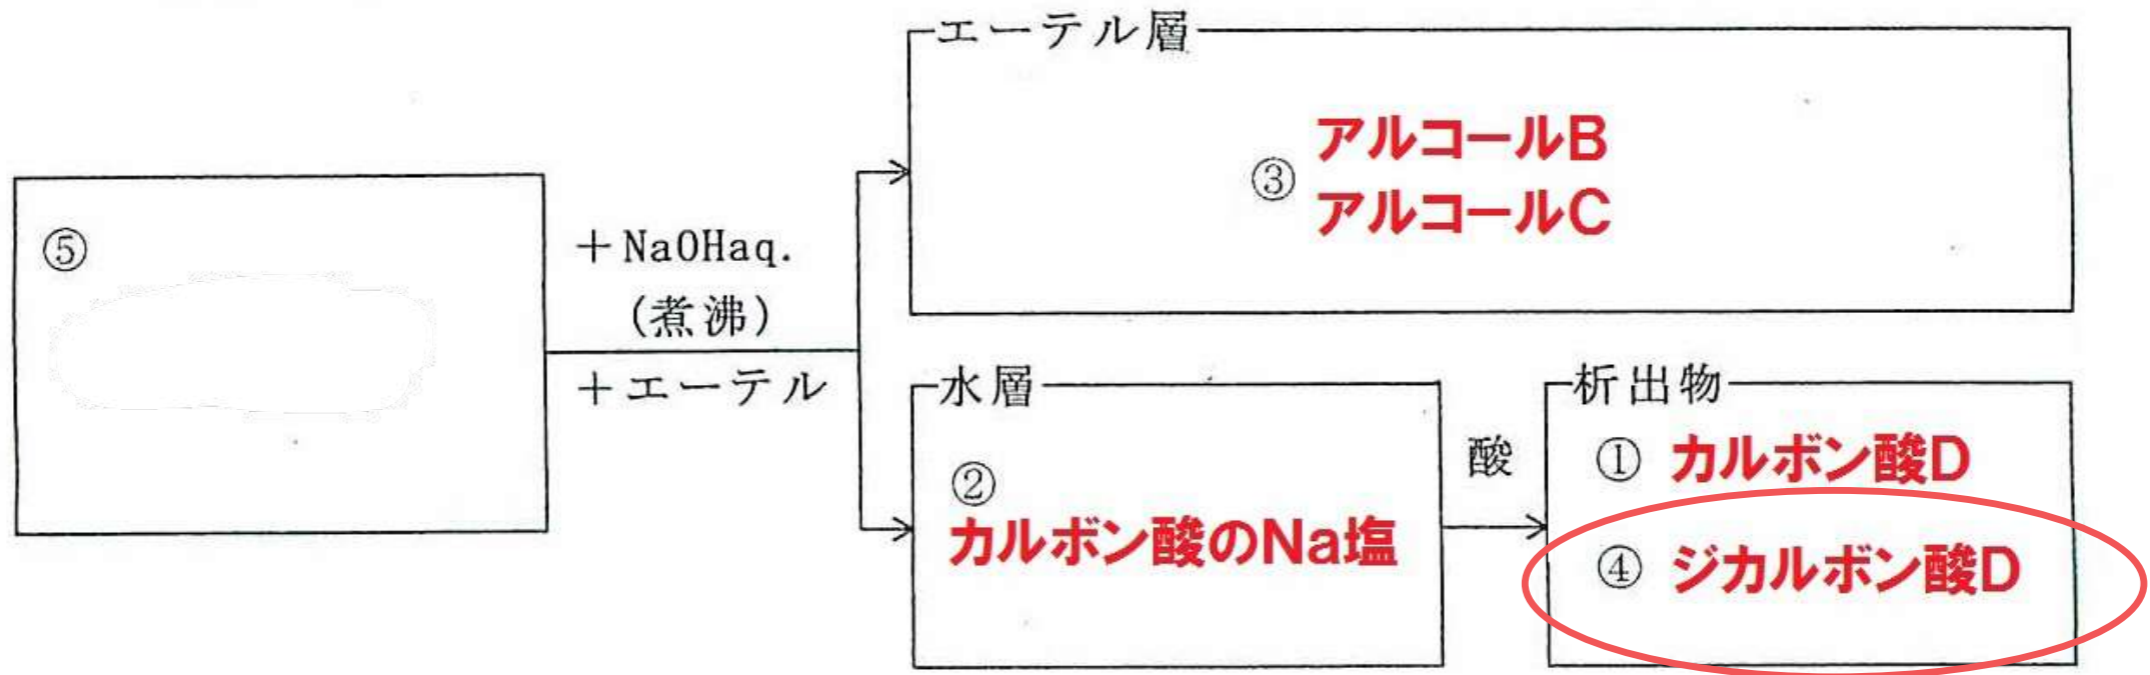 エーテル層
③ アルコールB
アルコールC
⑤
+NaOHaq.
(煮沸)
+エーテル
水層
②
カルボン酸のNa塩
酸
析出物
① カルボン酸D
④ ジカルボン酸D